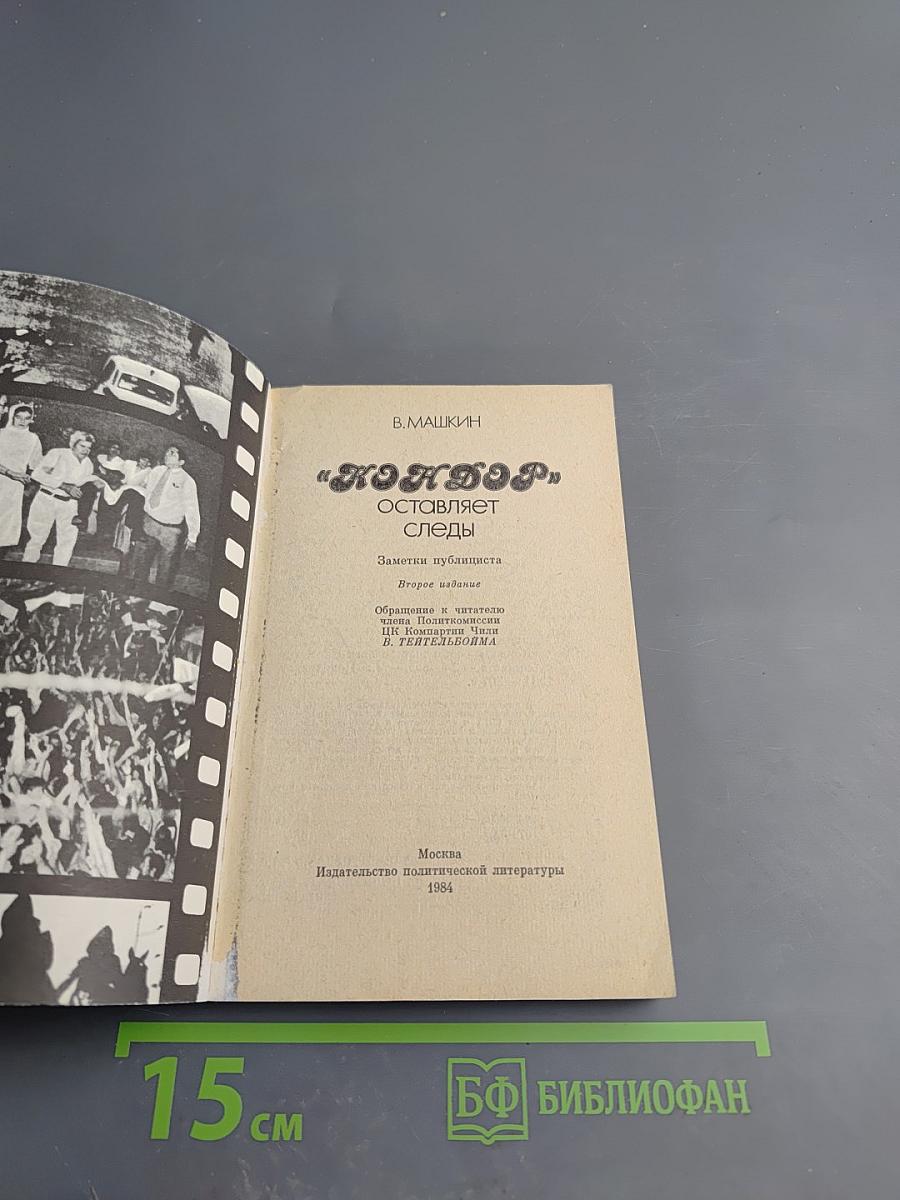 В. МАШКИН
«КОНДОР»
оставляет
следы
Заметки публициста
Второе издание
Обращение к читателю
члена Политкомиссии
ЦК Компартии Чили
В. ТЕЙТЕЛЬБОЙМА
Москва
Издательство политической литературы
1984
15 см
БФ БИБЛИОФАН